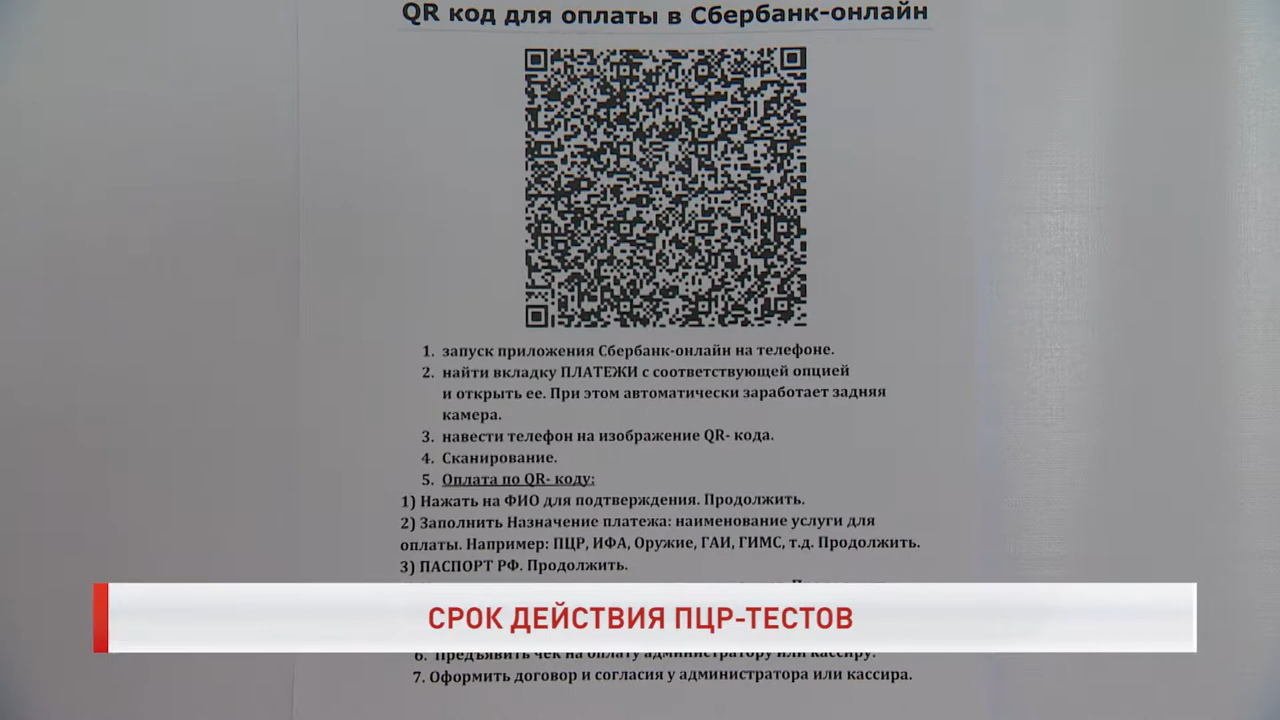 QR код для оплаты в Сбербанк-онлайн
1. запуск приложения Сбербанк-онлайн на телефоне.
2. найти вкладку ПЛАТЕЖИ с соответствующей опцией
и открыть ее. При этом автоматически заработает задняя
камера.
3. навести телефон на изображение QR- кода.
4. Сканирование.
5. Оплата по QR- коду:
1) Нажать на ФИО для подтверждения. Продолжить.
2) Заполнить Назначение платежа: наименование услуги для
оплаты. Например: ПЦР, ИФА, Оружие, ГАИ, ГИМС, т.д. Продолжить.
3) ПАСПОРТ РФ. Продолжить.
СРОК ДЕЙСТВИЯ ПЦР-ТЕСТОВ
6. Предъявить чек на оплату администратору или кассиру.
7. Оформить договор и согласия у администратора или кассира.